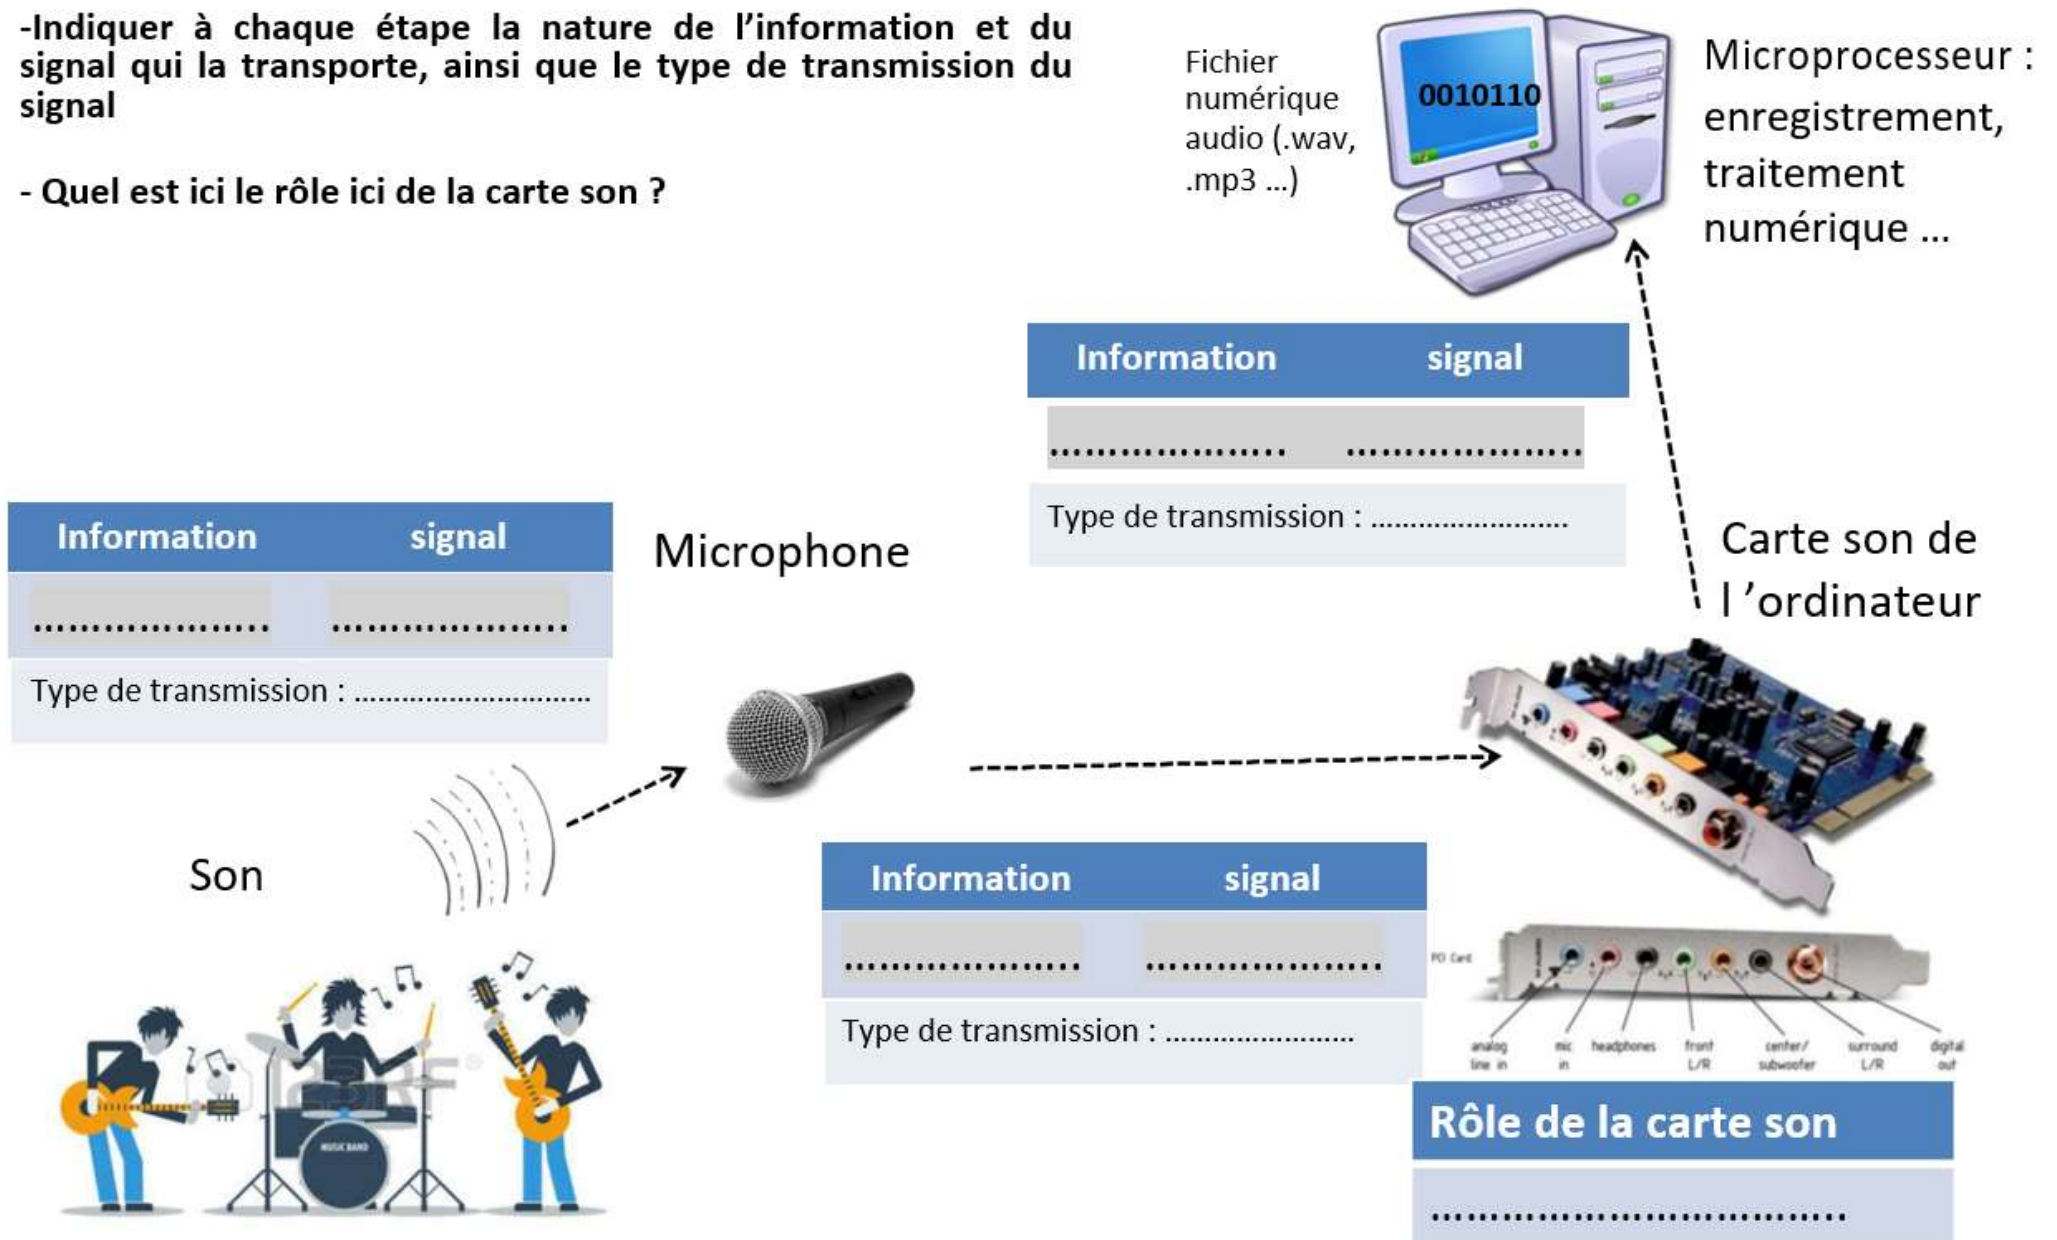 -Indiquer à chaque étape la nature de l'information et du
signal qui la transporte, ainsi que le type de transmission du
signal
- Quel est ici le rôle ici de la carte son ?
Fichier
numérique
audio (.wav,
.mp3 ...)
0010110
Microprocesseur :
enregistrement,
traitement
numérique ...
Information signal
.................... ....................
Type de transmission : .........................
Information signal
.................... ....................
Type de transmission : ..............................
Microphone
Carte son de
l 'ordinateur
Son
Information signal
.................... ....................
Type de transmission : ........................
PCI Card
analog
line in
mic
in
headphones
front
L/R
center/
subwoofer
surround
L/R
digital
out
MUSIC BAND
Rôle de la carte son
...................................